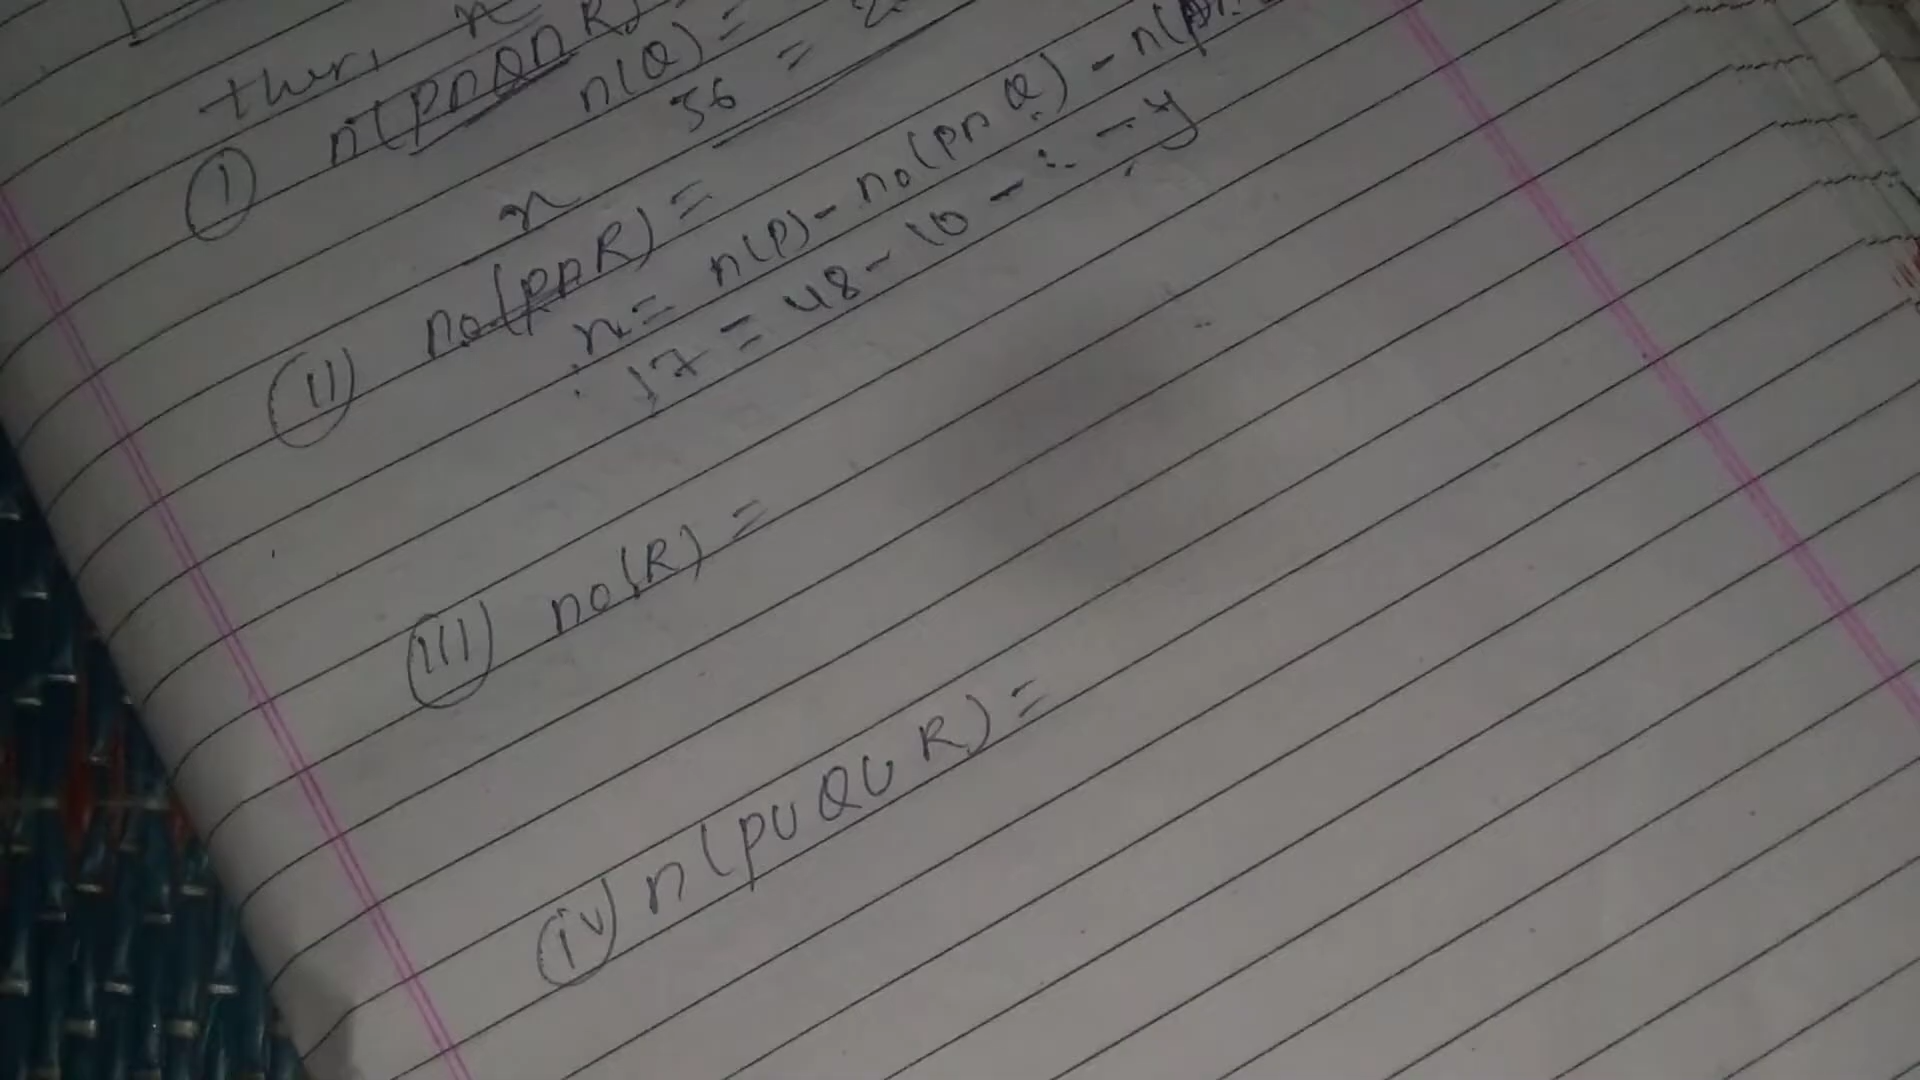 then, n
(I) n(P∩Q∩R) =
n(Q) =
36 =
x
(II) no(P∩R) =
n = n(P) - no(P∩Q) - n(P∩
17 = 48 - 10 - - y
(III) no(R) =
(iv) n(P∪Q∪R) =